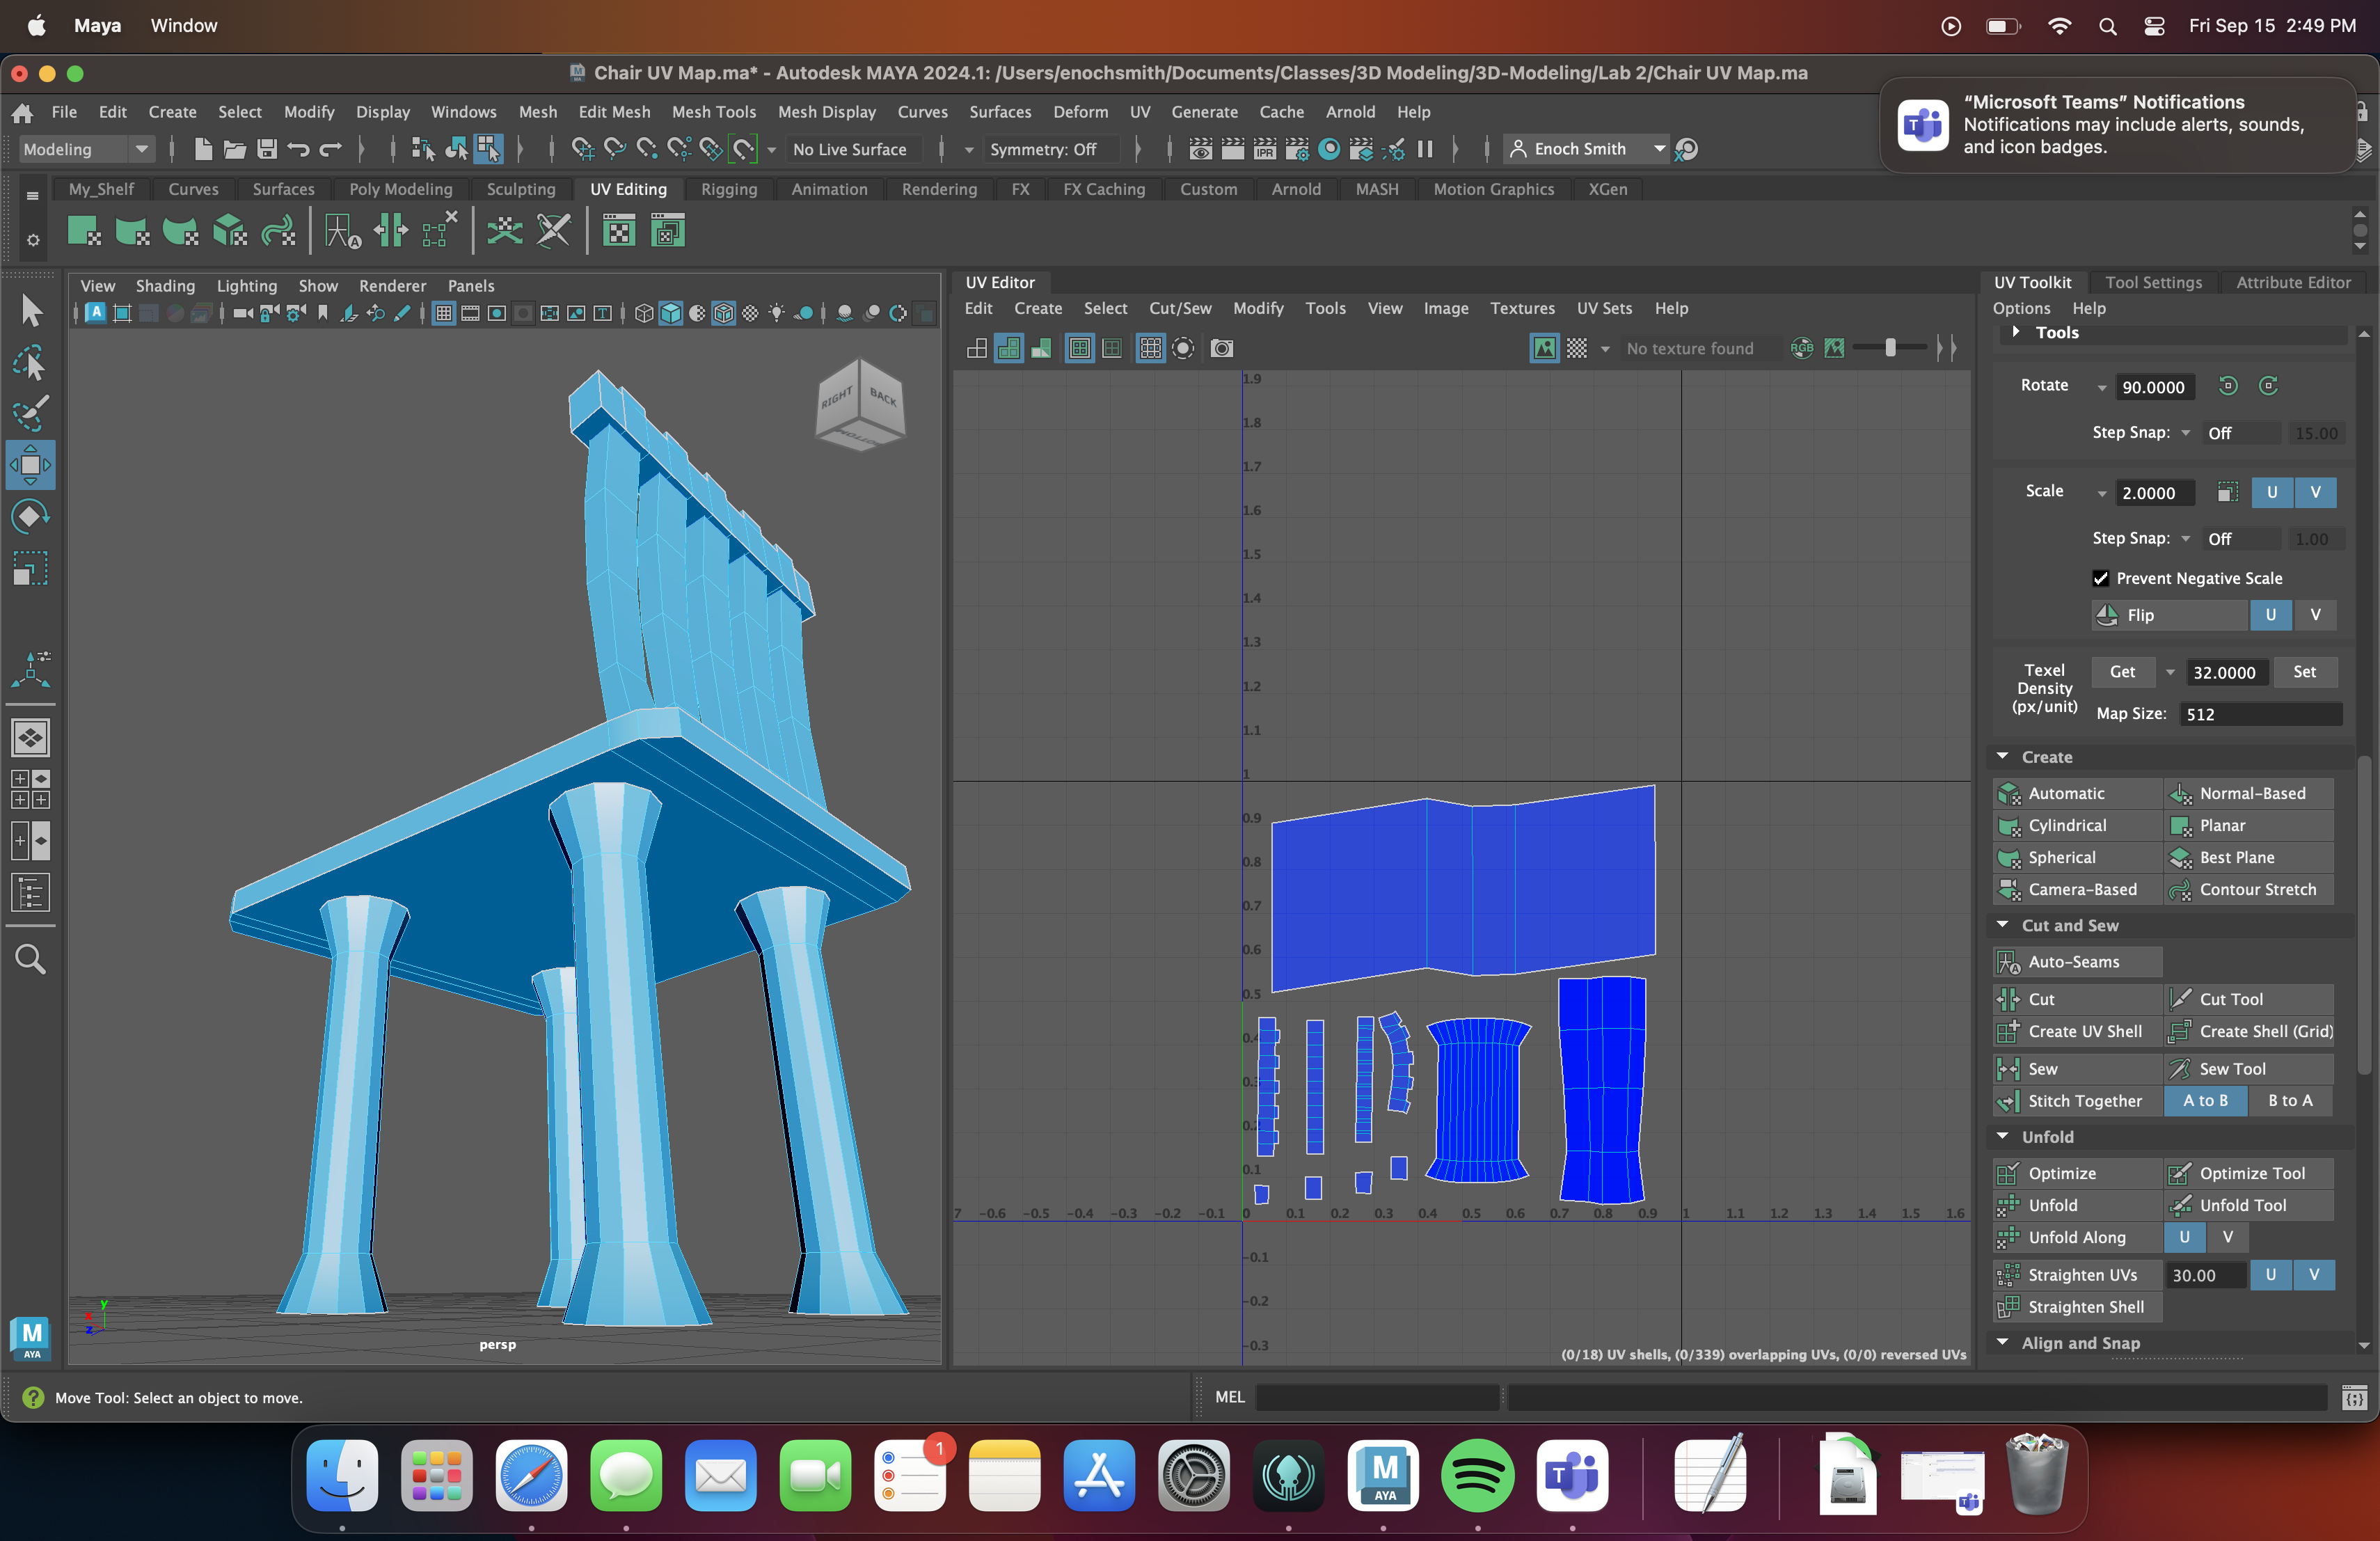 Maya Window Fri Sep 15 2:49 PM
Chair UV Map.ma* - Autodesk MAYA 2024.1: /Users/enochsmith/Documents/Classes/3D Modeling/3D-Modeling/Lab 2/Chair UV Map.ma
“Microsoft Teams” Notifications
Notifications may include alerts, sounds,
and icon badges.
File Edit Create Select Modify Display Windows Mesh Edit Mesh Mesh Tools Mesh Display Curves Surfaces Deform UV Generate Cache Arnold Help
Modeling No Live Surface Symmetry: Off IPR Enoch Smith
My_Shelf Curves Surfaces Poly Modeling Sculpting UV Editing Rigging Animation Rendering FX FX Caching Custom Arnold MASH Motion Graphics XGen
View Shading Lighting Show Renderer Panels
RIGHT BACK
BOTTOM
persp
y
x
z
UV Editor
Edit Create Select Cut/Sew Modify Tools View Image Textures UV Sets Help
No texture found RGB
1.9
1.8
1.7
1.6
1.5
1.4
1.3
1.2
1.1
1
0.9
0.8
0.7
0.6
0.5
0.4
0.3
0.2
0.1
7 -0.6 -0.5 -0.4 -0.3 -0.2 -0.1 0 0.1 0.2 0.3 0.4 0.5 0.6 0.7 0.8 0.9 1 1.1 1.2 1.3 1.4 1.5 1.6
-0.1
-0.2
-0.3
(0/18) UV shells, (0/339) overlapping UVs, (0/0) reversed UVs
UV Toolkit Tool Settings Attribute Editor
Options Help
Tools
Rotate 90.0000
Step Snap: Off 15.00
Scale 2.0000 U V
Step Snap: Off 1.00
Prevent Negative Scale
Flip U V
Texel
Density
(px/unit)
Get 32.0000 Set
Map Size: 512
Create
Automatic Normal-Based
Cylindrical Planar
Spherical Best Plane
Camera-Based Contour Stretch
Cut and Sew
Auto-Seams
Cut Cut Tool
Create UV Shell Create Shell (Grid)
Sew Sew Tool
Stitch Together A to B B to A
Unfold
Optimize Optimize Tool
Unfold Unfold Tool
Unfold Along U V
Straighten UVs 30.00 U V
Straighten Shell
Align and Snap
M
AYA
Move Tool: Select an object to move.
MEL
1
M
AYA
T